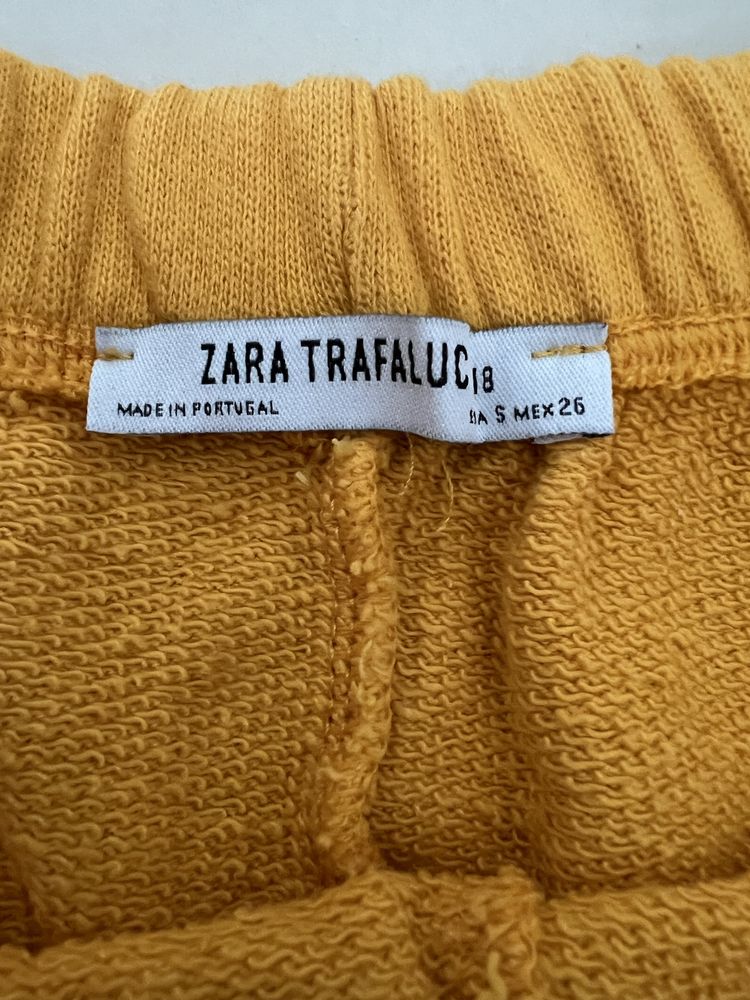 ZARA TRAFALUC
18
MADE IN PORTUGAL
S MEX 26